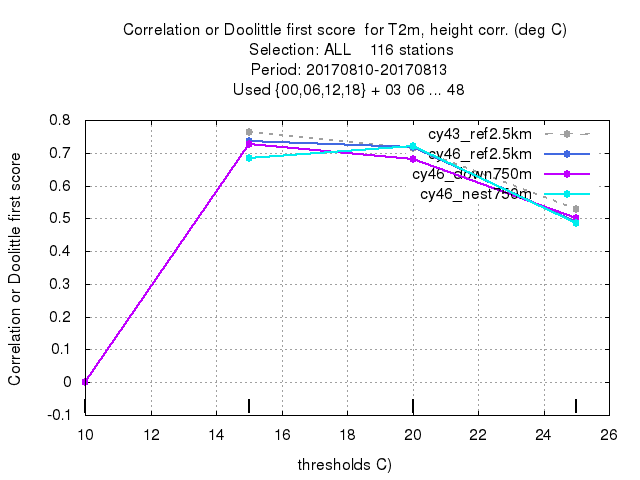 Correlation or Doolittle first score  for T2m, height corr. (deg C)
Selection: ALL    116 stations
Period: 20170810-20170813
Used {00,06,12,18} + 03 06 ... 48
cy43_ref2.5km
cy46_ref2.5km
cy46_down750m
cy46_nest750m
Correlation or Doolittle first score
0.8
0.7
0.6
0.5
0.4
0.3
0.2
0.1
0
-0.1
10 12 14 16 18 20 22 24 26
thresholds C)